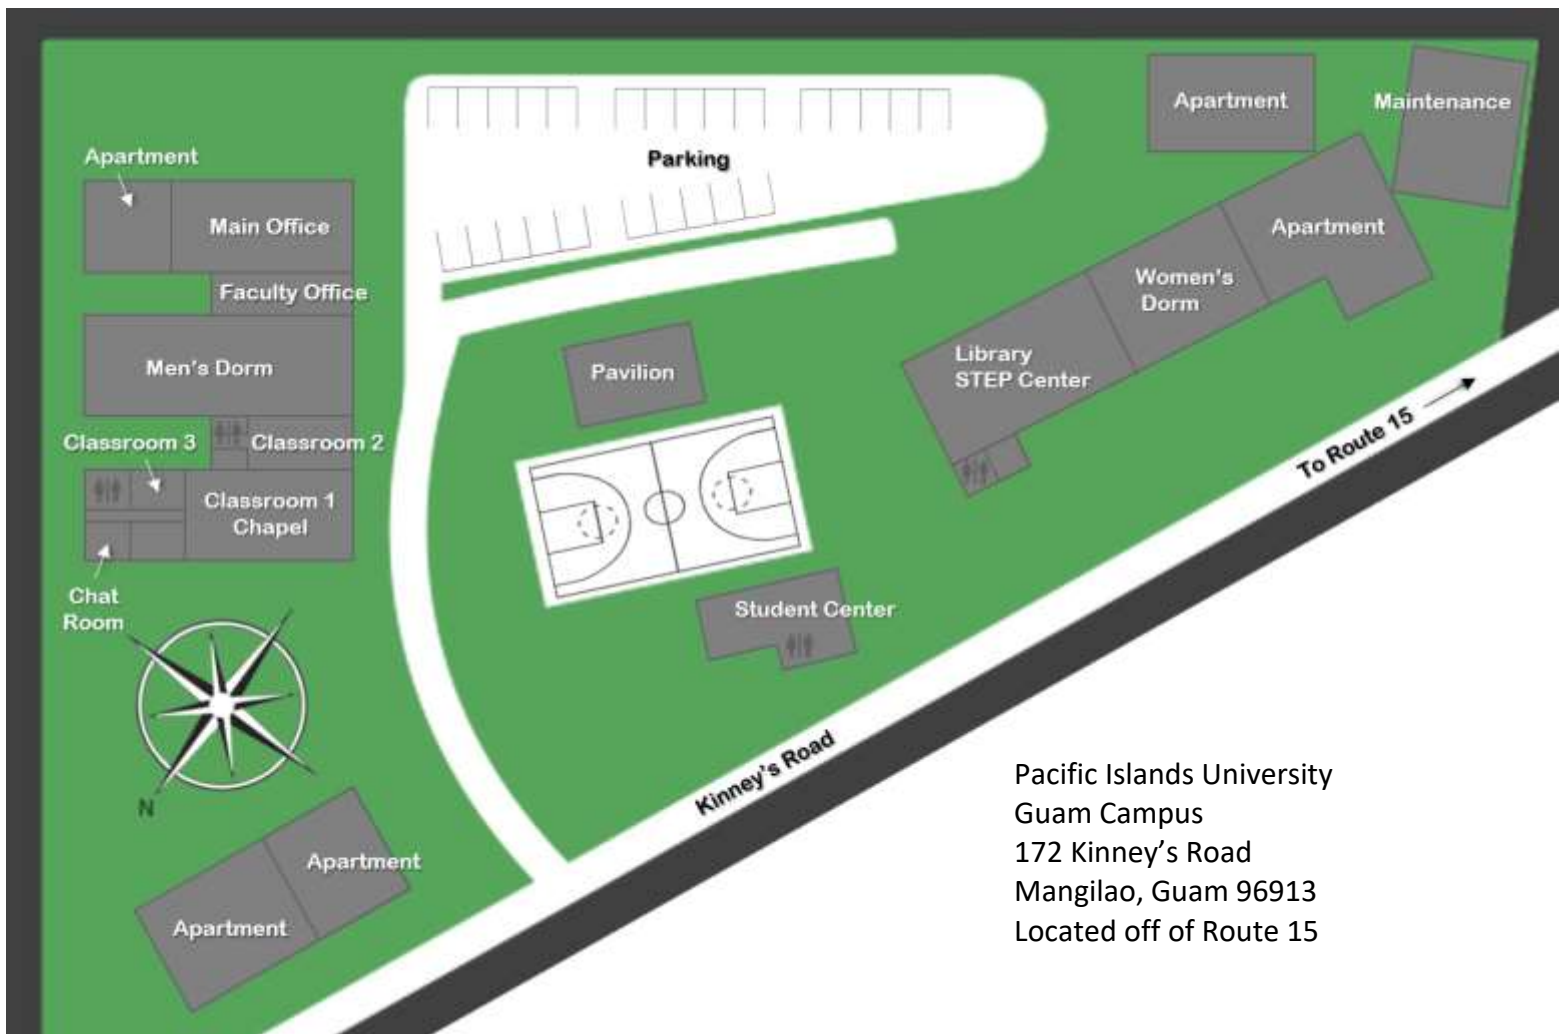 Apartment
Maintenance
Parking
Apartment
Main Office
Apartment
Faculty Office
Women's
Dorm
Library
STEP Center
Men's Dorm
Pavilion
To Route 15
Classroom 3
Classroom 2
Classroom 1
Chapel
Chat
Room
Student Center
Kinney's Road
N
Apartment
Apartment
Pacific Islands University
Guam Campus
172 Kinney’s Road
Mangilao, Guam 96913
Located off of Route 15